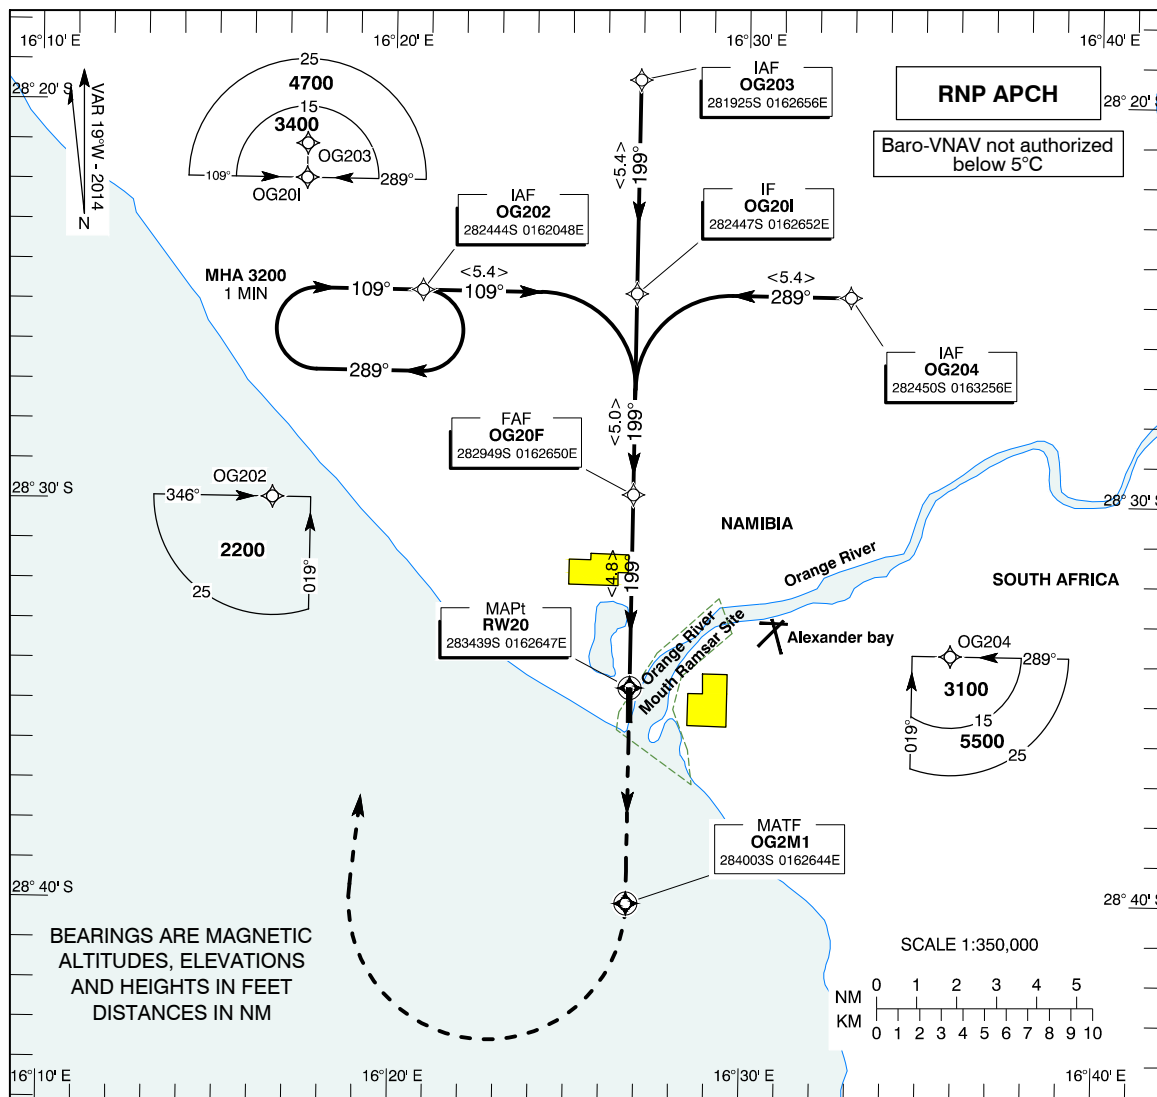 16°10' E
16°20' E
16°30' E
16°40' E
28° 20' S
28° 20' S
VAR 19°W - 2014
N
25
4700
15
3400
OG203
109°
289°
OG20I
IAF
OG203
281925S 0162656E
RNP APCH
Baro-VNAV not authorized
below 5°C
<5.4>
199°
IAF
OG202
282444S 0162048E
IF
OG20I
282447S 0162652E
MHA 3200
1 MIN
109°
<5.4>
109°
<5.4>
289°
289°
IAF
OG204
282450S 0163256E
<5.0>
199°
FAF
OG20F
282949S 0162650E
OG202
346°
2200
019°
25
28° 30' S
28° 30' S
NAMIBIA
Orange River
SOUTH AFRICA
<4.8>
199°
MAPt
RW20
283439S 0162647E
Orange River
Mouth Ramsar Site
Alexander bay
OG204
289°
3100
019°
15
5500
25
MATF
OG2M1
284003S 0162644E
28° 40' S
28° 40' S
BEARINGS ARE MAGNETIC
ALTITUDES, ELEVATIONS
AND HEIGHTS IN FEET
DISTANCES IN NM
SCALE 1:350,000
NM 0 1 2 3 4 5
KM 0 1 2 3 4 5 6 7 8 9 10
16°10' E
16°20' E
16°30' E
16°40' E